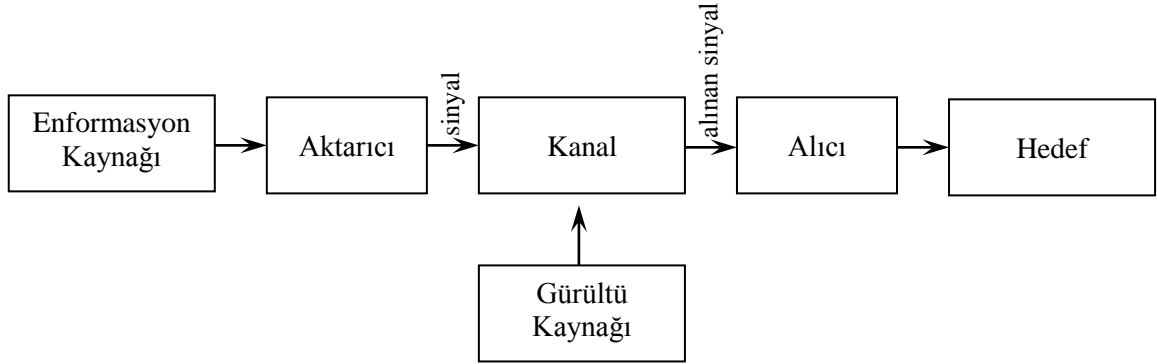 Enformasyon
Kaynağı
Aktarıcı
sinyal
Kanal
alınan sinyal
Alıcı
Hedef
Gürültü
Kaynağı